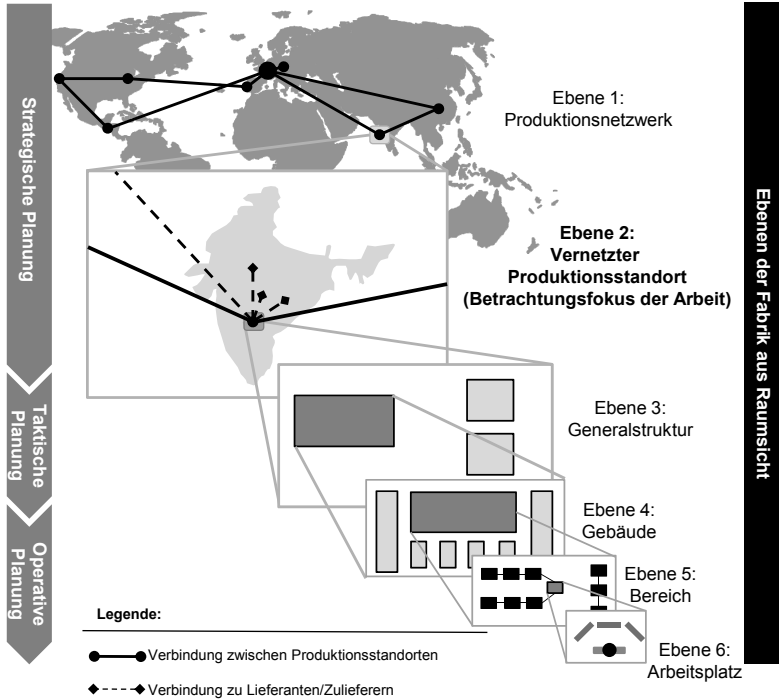 Strategische Planung
Taktische
Planung
Operative
Planung
Ebene 1:
Produktionsnetzwerk
Ebene 2:
Vernetzter
Produktionsstandort
(Betrachtungsfokus der Arbeit)
Ebene 3:
Generalstruktur
Ebene 4:
Gebäude
Ebene 5:
Bereich
Ebene 6:
Arbeitsplatz
Ebenen der Fabrik aus Raumsicht
Legende:
Verbindung zwischen Produktionsstandorten
Verbindung zu Lieferanten/Zulieferern